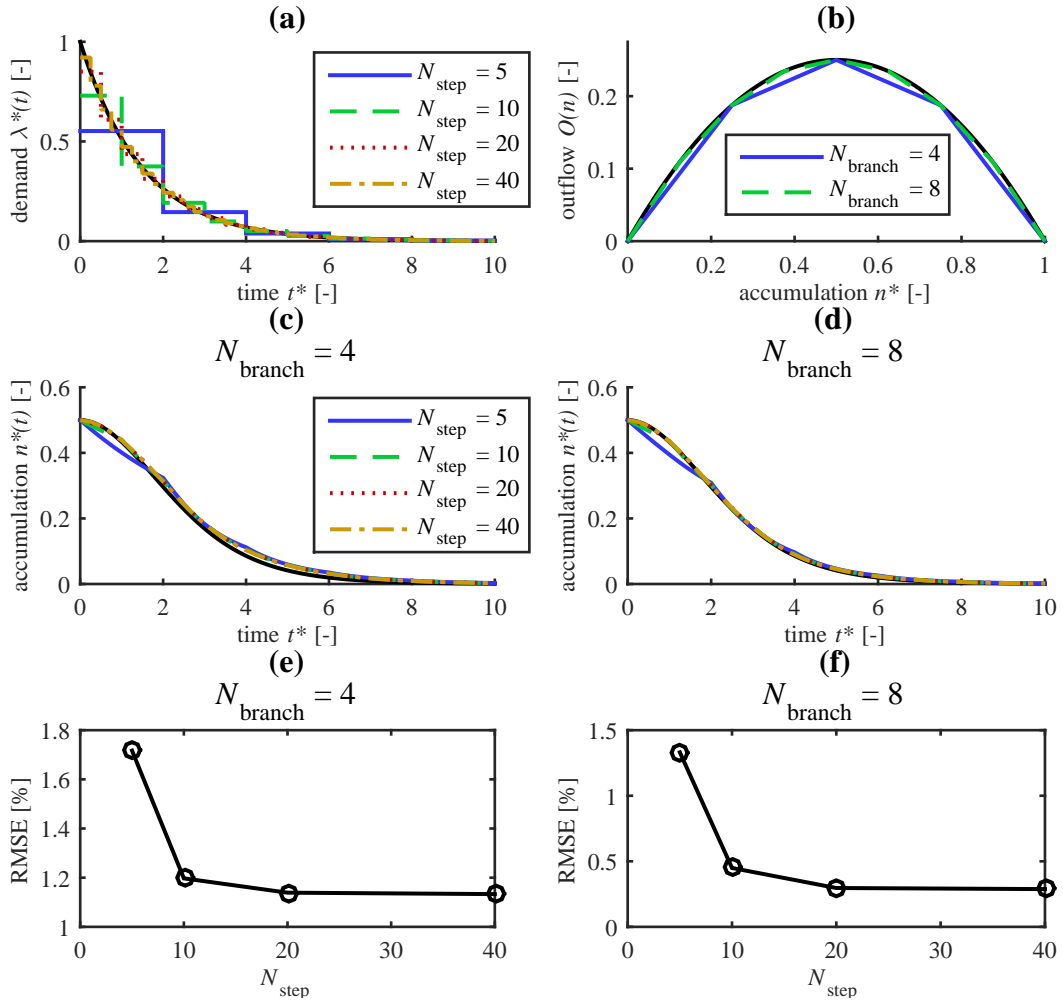 (a)
demand λ*(t) [-]
1
0.5
0
0 2 4 6 8 10
time t* [-]
N_step = 5
N_step = 10
N_step = 20
N_step = 40
(b)
outflow O(n) [-]
0.2
0.1
0
0 0.2 0.4 0.6 0.8 1
accumulation n* [-]
N_branch = 4
N_branch = 8
(c)
N_branch = 4
accumulation n*(t) [-]
0.6
0.4
0.2
0
0 2 4 6 8 10
time t* [-]
N_step = 5
N_step = 10
N_step = 20
N_step = 40
(d)
N_branch = 8
accumulation n*(t) [-]
0.6
0.4
0.2
0
0 2 4 6 8 10
time t* [-]
(e)
N_branch = 4
RMSE [%]
1.8
1.6
1.4
1.2
1
0 10 20 30 40
N_step
(f)
N_branch = 8
RMSE [%]
1.5
1
0.5
0
0 10 20 30 40
N_step